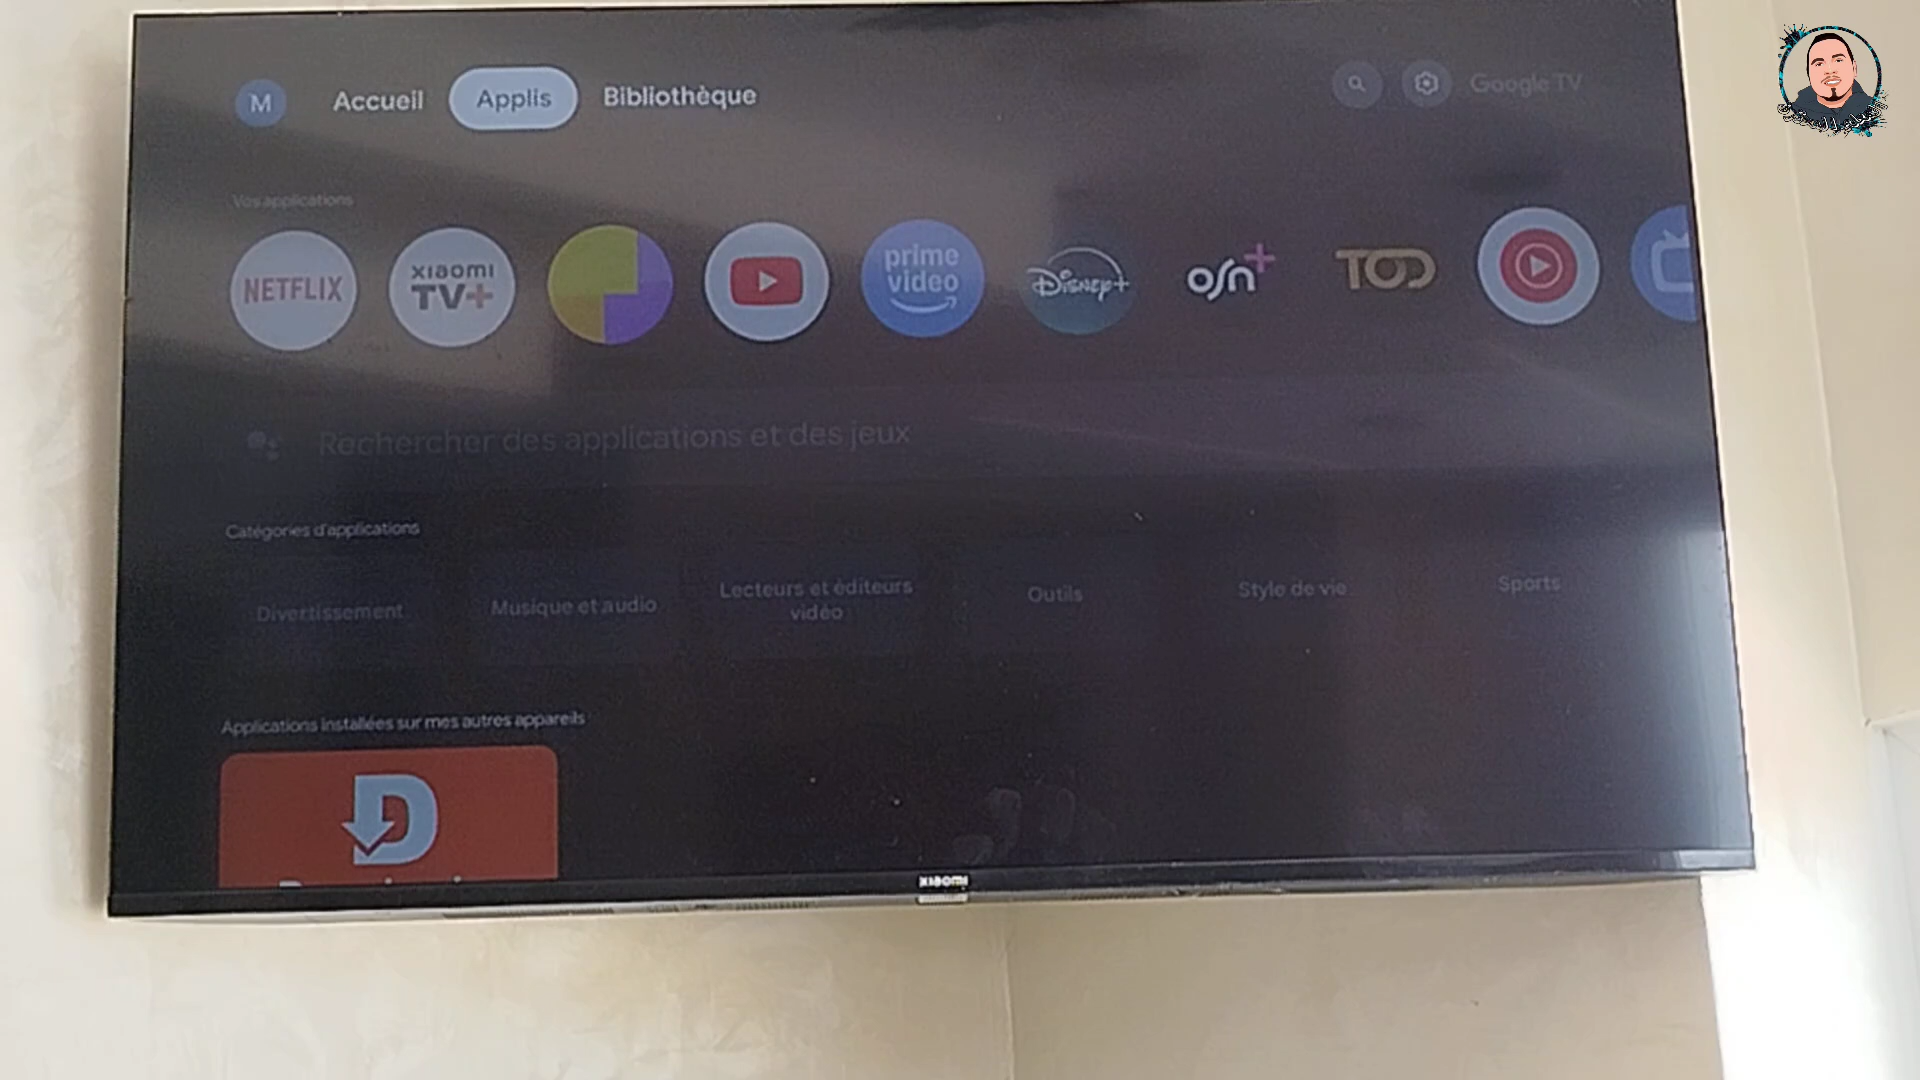 M
Accueil
Applis
Bibliothèque
Google TV
Vos applications
NETFLIX
xiaomi
TV+
prime
video
Disney+
osn+
TOD
Rechercher des applications et des jeux
Catégories d'applications
Divertissement
Musique et audio
Lecteurs et éditeurs
vidéo
Outils
Style de vie
Sports
Applications installées sur mes autres appareils
D
xiaomi